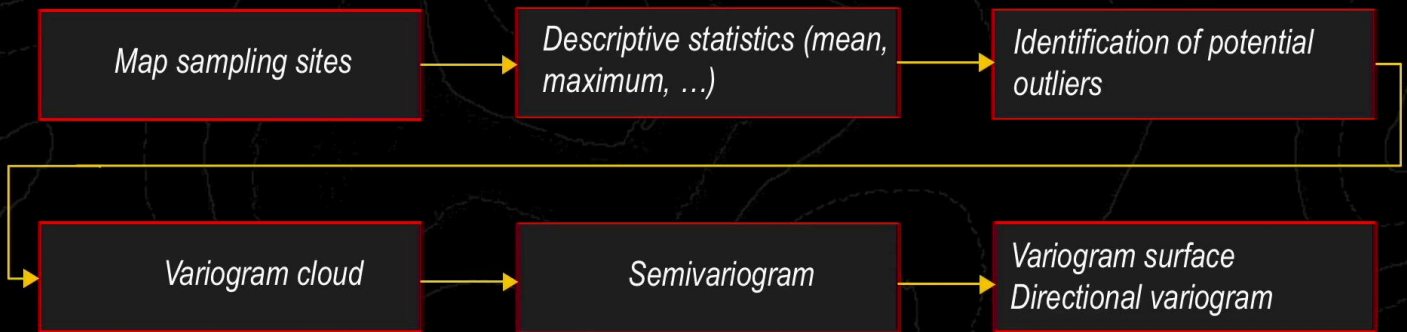 Map sampling sites
Descriptive statistics (mean,
maximum, …)
Identification of potential
outliers
Variogram cloud
Semivariogram
Variogram surface
Directional variogram